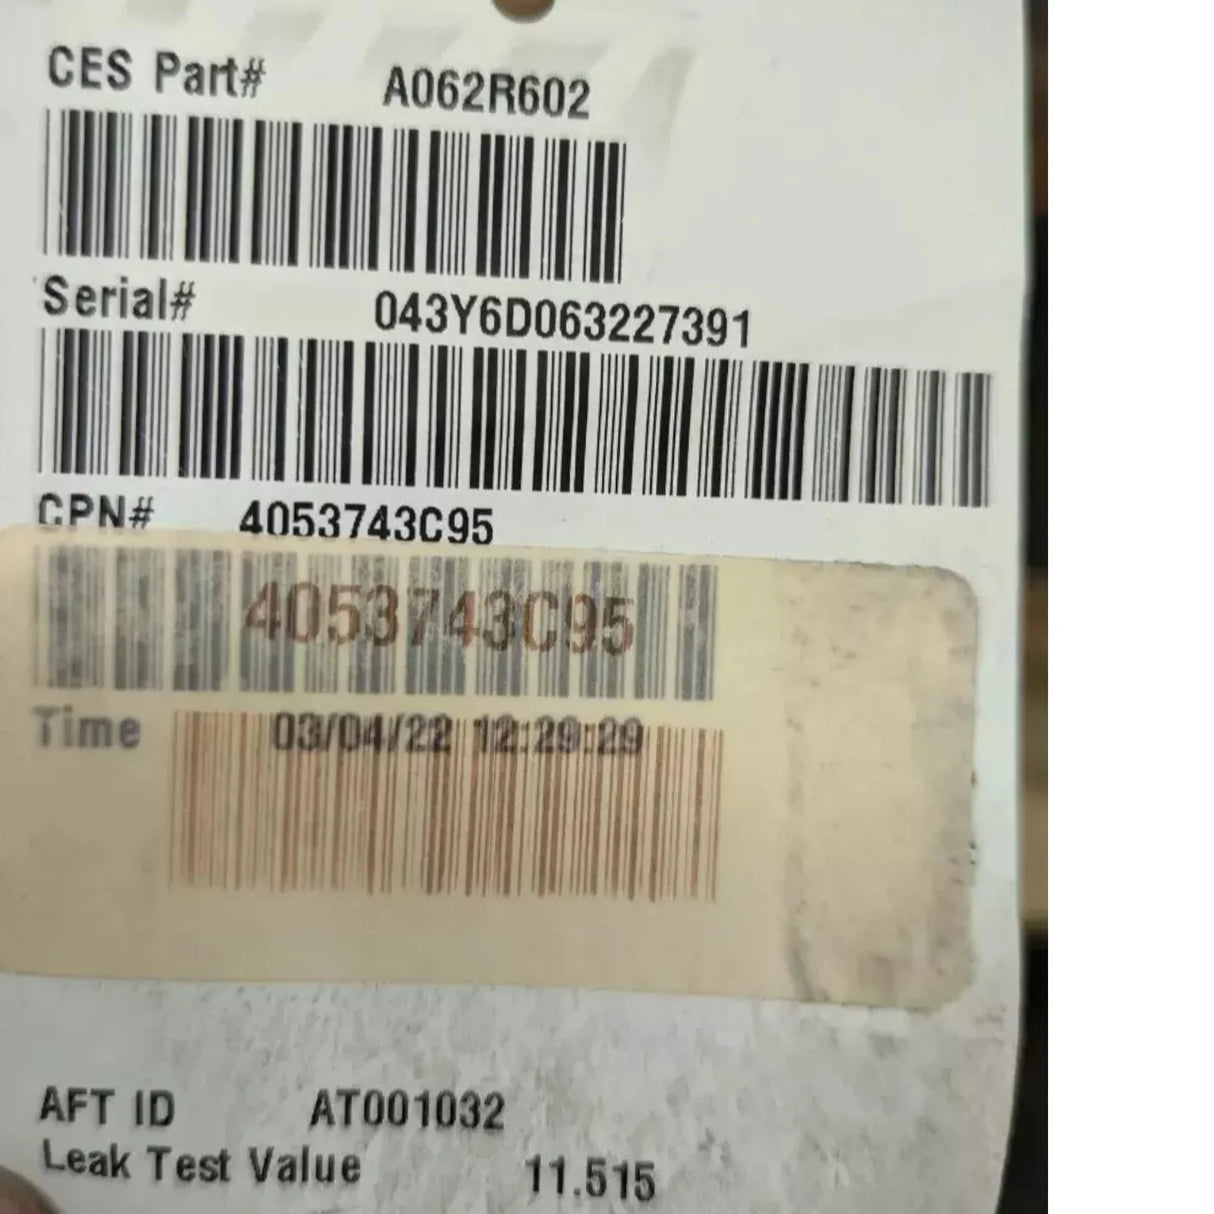 CES Part# A062R602
Serial# 043Y6D063227391
CPN# 4053743C95
4053743C95
Time 03/04/22 12:29:29
AFT ID AT001032
Leak Test Value 11.515